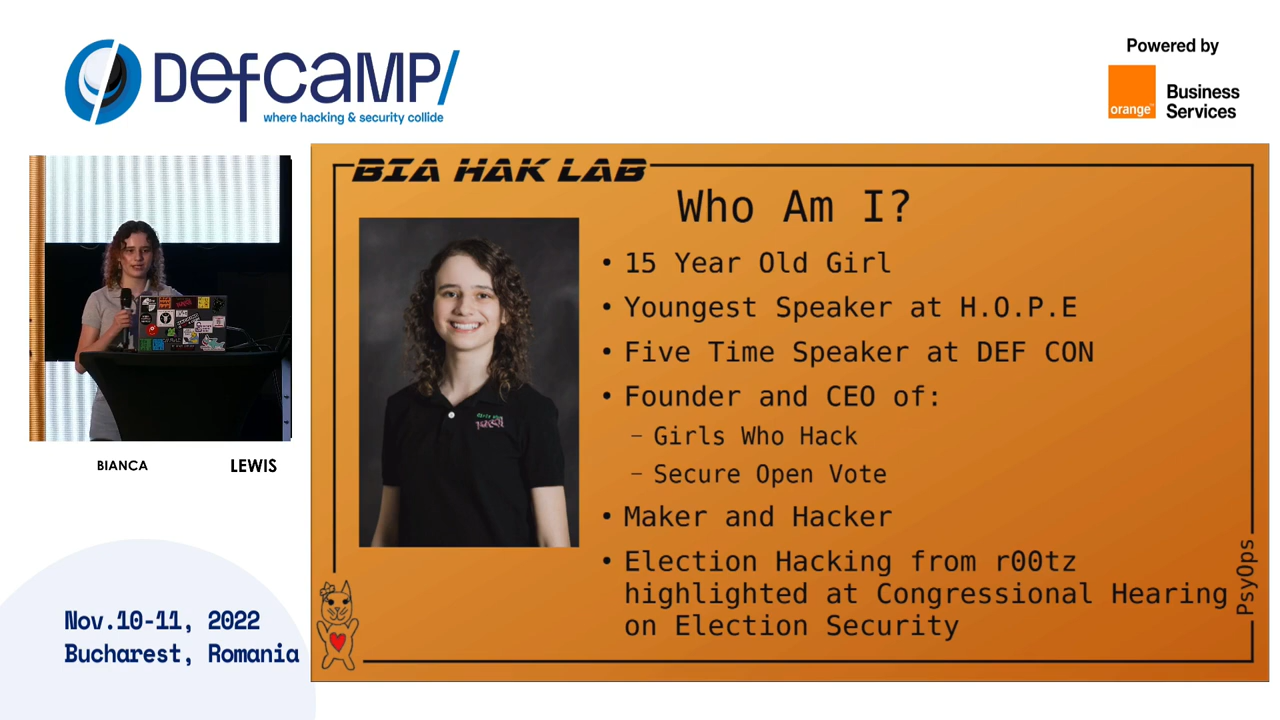 DefCaMP/
where hacking & security collide
Powered by
orange™
Business
Services
BIA HAK LAB
Who Am I?
• 15 Year Old Girl
• Youngest Speaker at H.O.P.E
• Five Time Speaker at DEF CON
• Founder and CEO of:
– Girls Who Hack
– Secure Open Vote
• Maker and Hacker
• Election Hacking from r00tz
highlighted at Congressional Hearing
on Election Security
PsyOps
BIANCA LEWIS
Nov.10-11, 2022
Bucharest, Romania